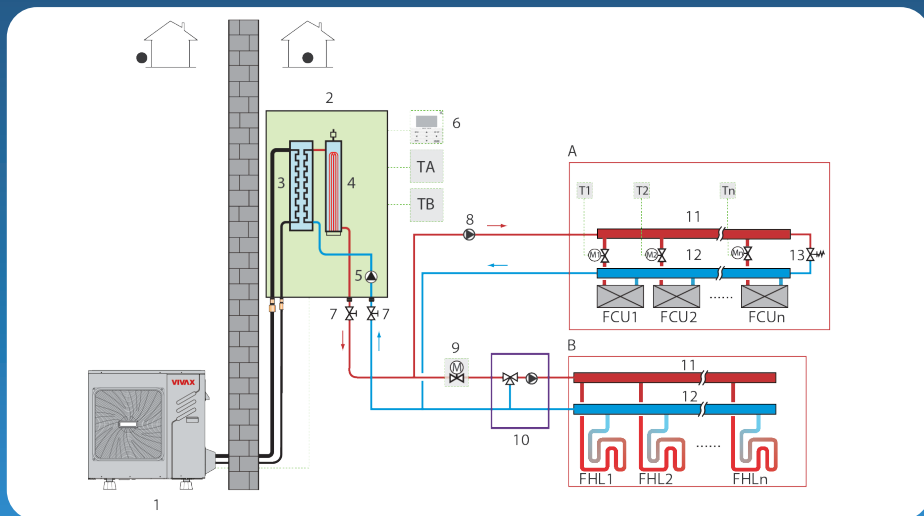 2
6
TA
TB
3
4
5
7
7
A
T1
T2
Tn
8
11
M1
M2
Mn
12
13
FCU1
FCU2
......
FCUn
9
M
10
B
11
12
......
FHL1
FHL2
FHLn
VIVAX
1